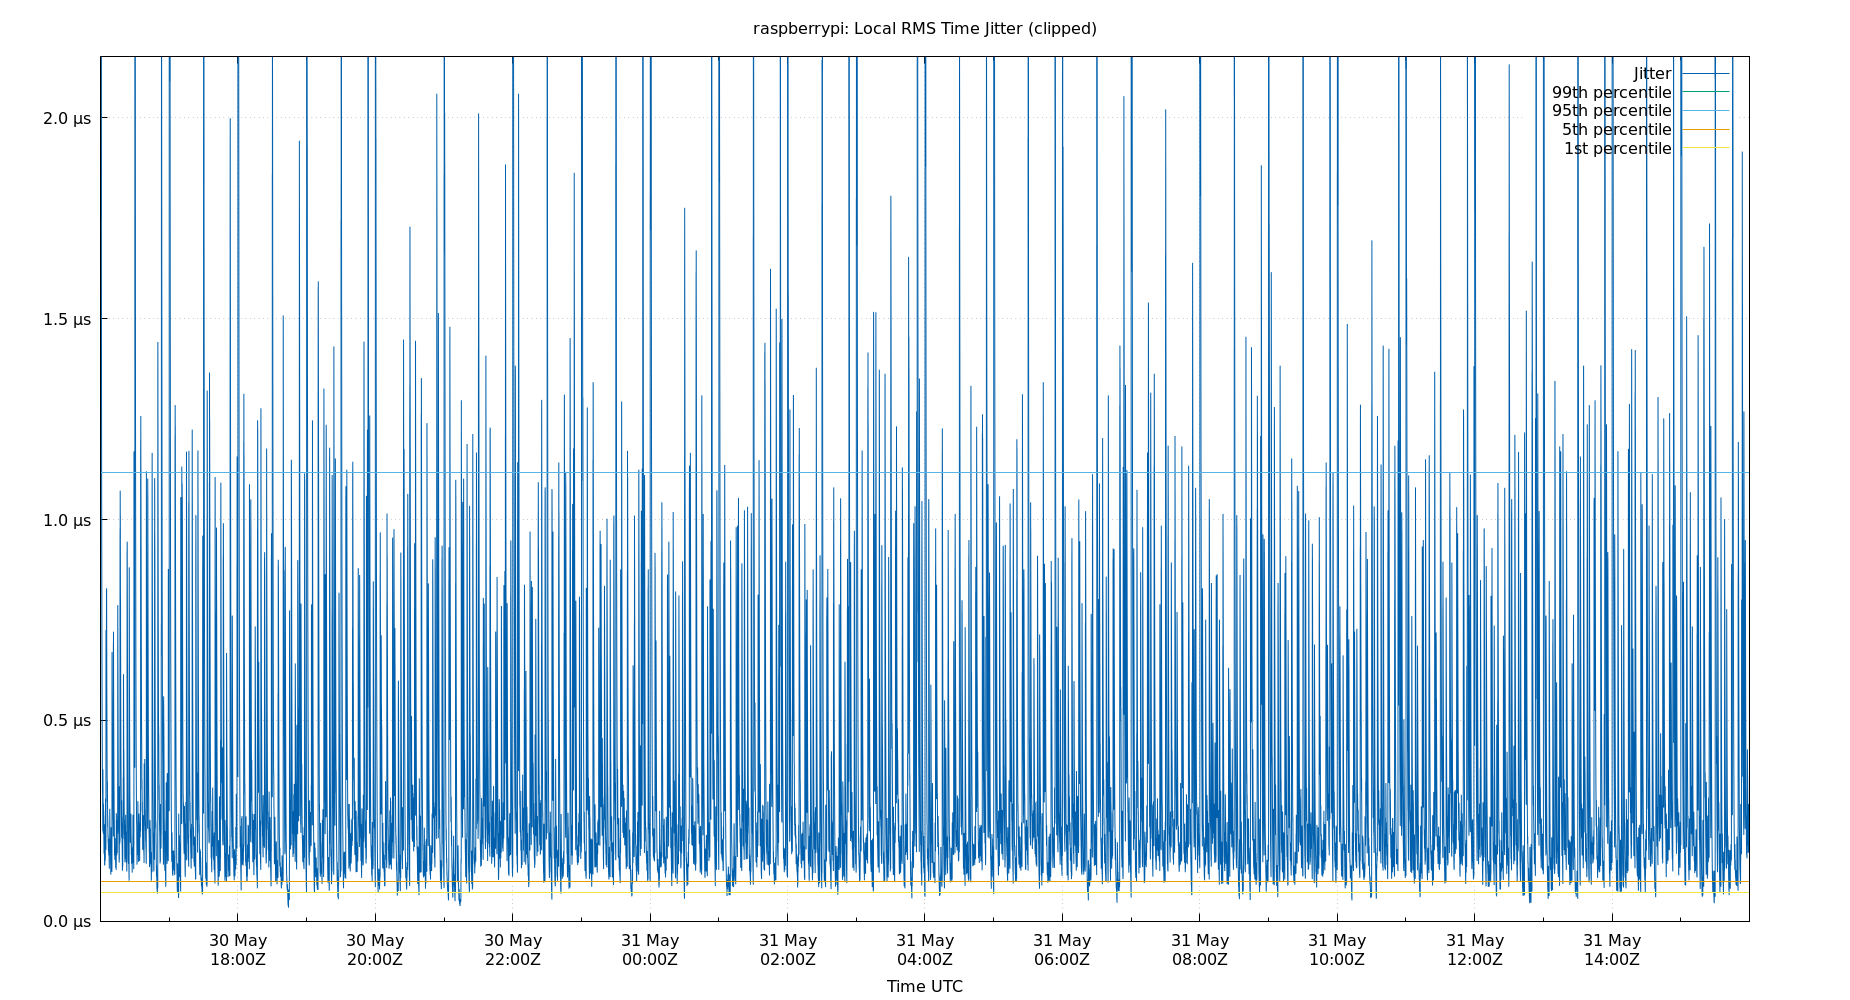 raspberrypi: Local RMS Time Jitter (clipped)
Jitter
99th percentile
95th percentile
5th percentile
1st percentile
2.0 μs
1.5 μs
1.0 μs
0.5 μs
0.0 μs
30 May 30 May 30 May 31 May 31 May 31 May 31 May 31 May 31 May 31 May 31 May
18:00Z 20:00Z 22:00Z 00:00Z 02:00Z 04:00Z 06:00Z 08:00Z 10:00Z 12:00Z 14:00Z
Time UTC